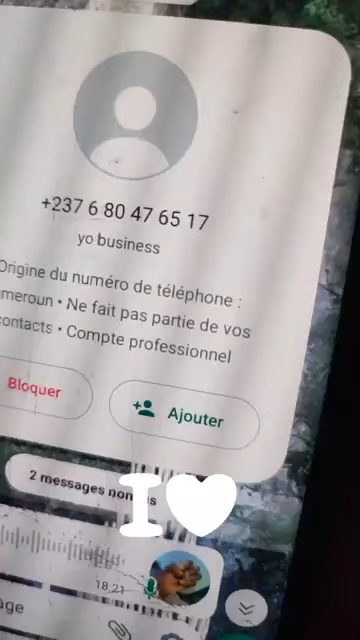 +237 6 80 47 65 17
yo business
Origine du numéro de téléphone :
meroun • Ne fait pas partie de vos
contacts • Compte professionnel
Bloquer
Ajouter
2 messages non
I
18:21